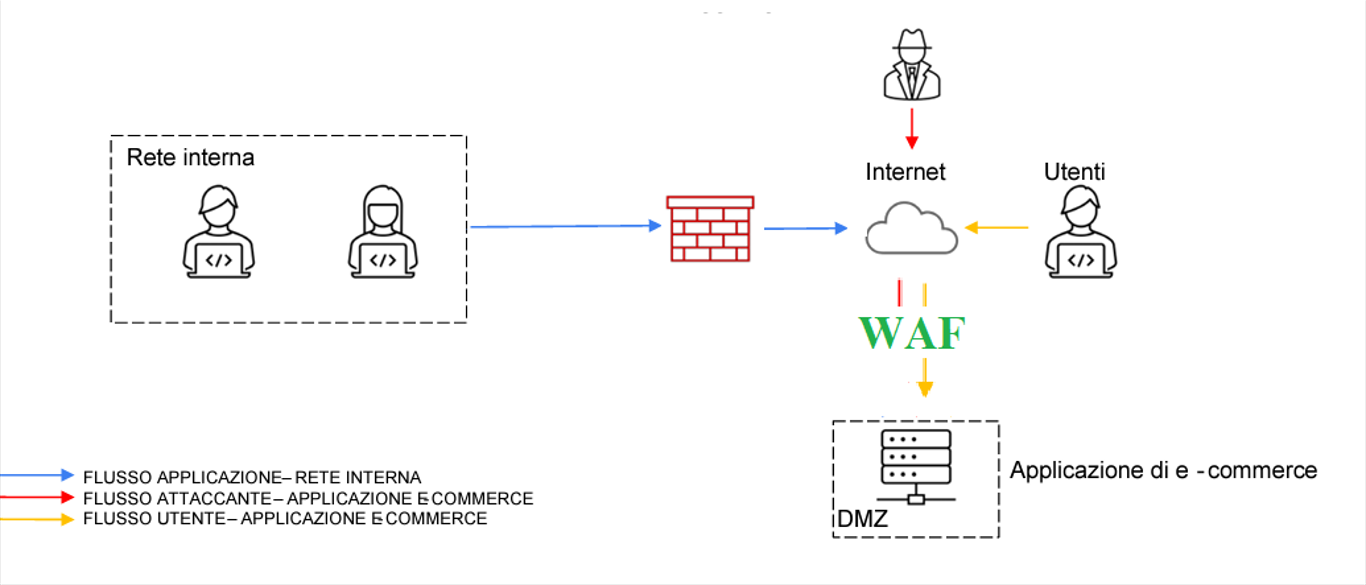 Rete interna
</>
</>
Internet
Utenti
</>
WAF
Applicazione di e -commerce
DMZ
FLUSSO APPLICAZIONE– RETE INTERNA
FLUSSO ATTACCANTE– APPLICAZIONE E COMMERCE
FLUSSO UTENTE– APPLICAZIONE E COMMERCE